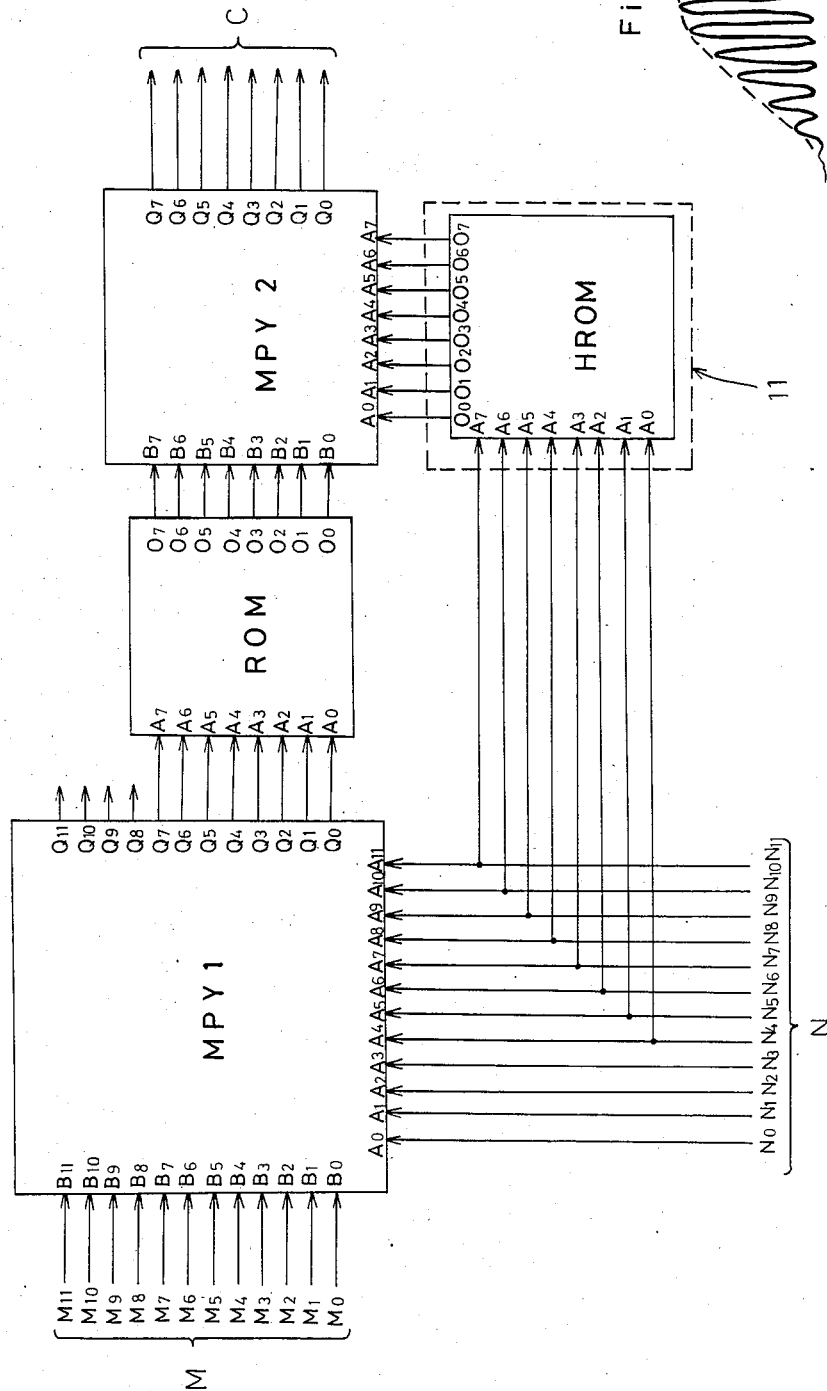 Fi
C
Q7
Q6
Q5
Q4
Q3
Q2
Q1
Q0
MPY 2
B7
B6
B5
B4
B3
B2
B1
B0
A0 A1 A2 A3 A4 A5 A6 A7
O0 O1 O2 O3 O4 O5 O6 O7
HROM
A7
A6
A5
A4
A3
A2
A1
A0
11
O7
O6
O5
O4
O3
O2
O1
O0
ROM
A7
A6
A5
A4
A3
A2
A1
A0
Q11
Q10
Q9
Q8
Q7
Q6
Q5
Q4
Q3
Q2
Q1
Q0
MPY1
B11
B10
B9
B8
B7
B6
B5
B4
B3
B2
B1
B0
A0 A1 A2 A3 A4 A5 A6 A7 A8 A9 A10 A11
M11
M10
M9
M8
M7
M6
M5
M4
M3
M2
M1
M0
M
N0 N1 N2 N3 N4 N5 N6 N7 N8 N9 N10 N11
N